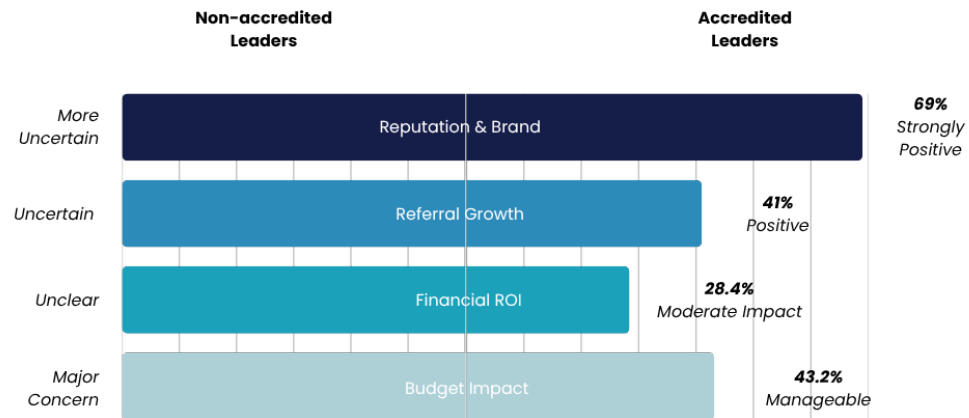 Non-accredited
Leaders
Accredited
Leaders
More
Uncertain
Reputation & Brand
69%
Strongly
Positive
Uncertain
Referral Growth
41%
Positive
Unclear
Financial ROI
28.4%
Moderate Impact
Major
Concern
Budget Impact
43.2%
Manageable